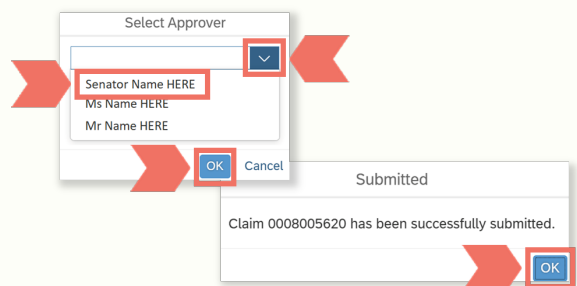 Select Approver
Senator Name HERE
Ms Name HERE
Mr Name HERE
OK Cancel
Submitted
Claim 0008005620 has been successfully submitted.
OK